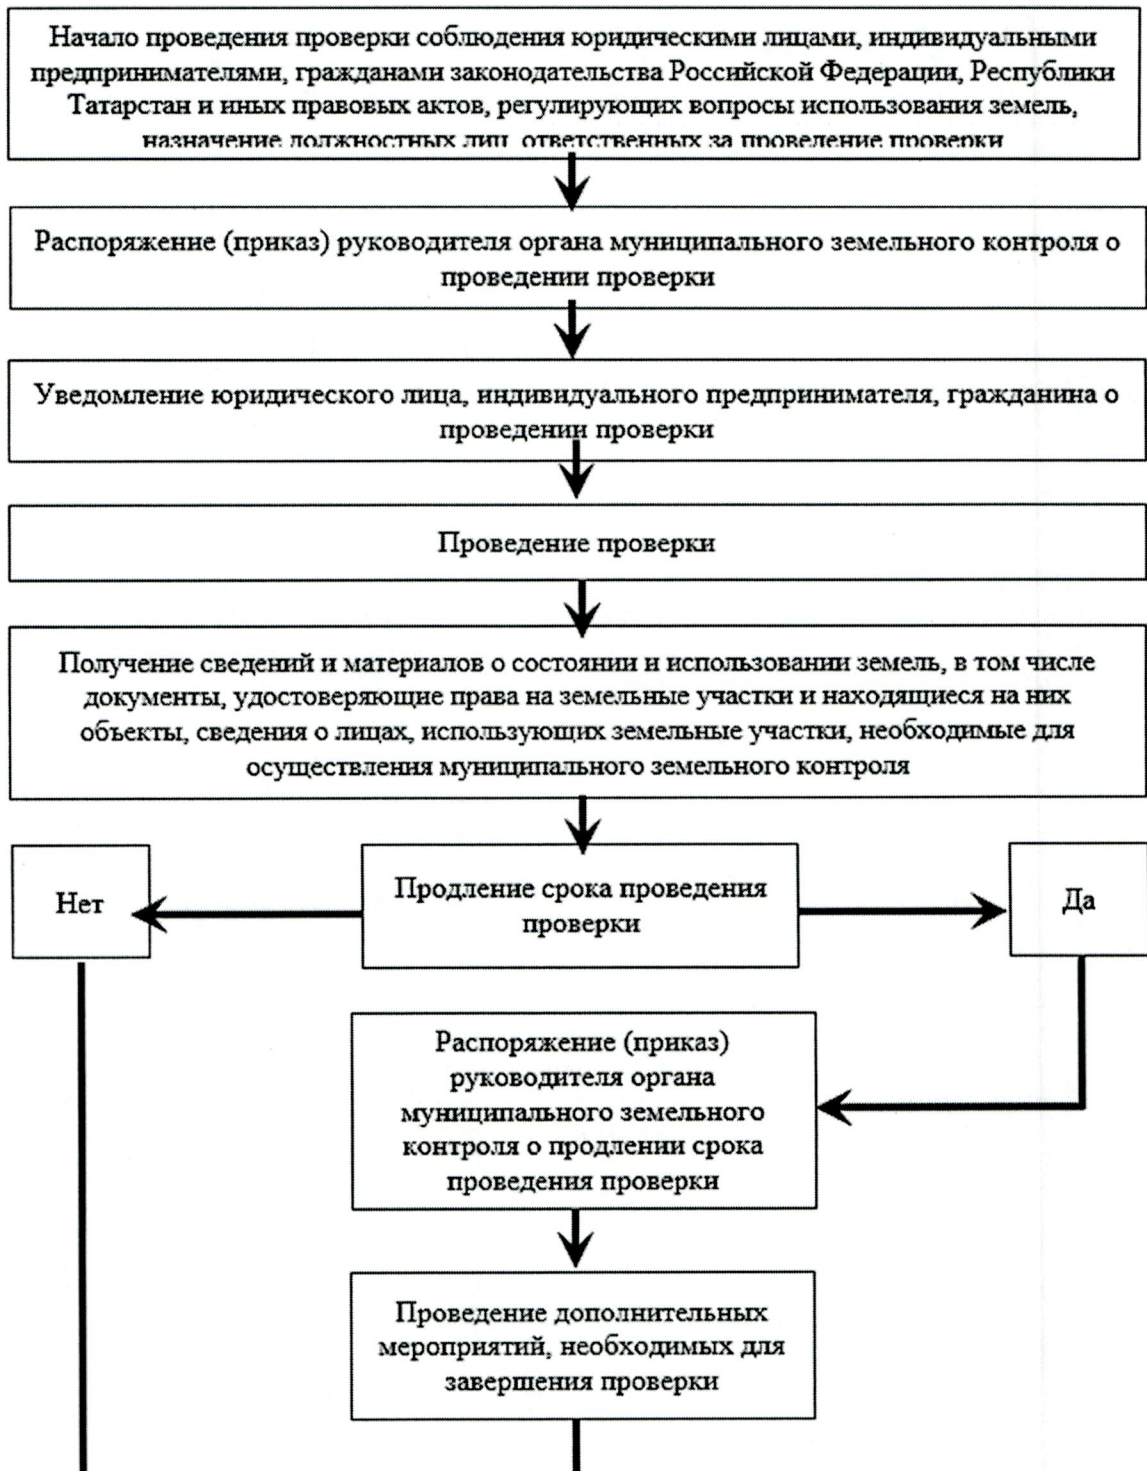 Начало проведения проверки соблюдения юридическими лицами, индивидуальными
предпринимателями, гражданами законодательства Российской Федерации, Республики
Татарстан и иных правовых актов, регулирующих вопросы использования земель,
назначение должностных лиц, ответственных за проведение проверки
Распоряжение (приказ) руководителя органа муниципального земельного контроля о
проведении проверки
Уведомление юридического лица, индивидуального предпринимателя, гражданина о
проведении проверки
Проведение проверки
Получение сведений и материалов о состоянии и использовании земель, в том числе
документы, удостоверяющие права на земельные участки и находящиеся на них
объекты, сведения о лицах, использующих земельные участки, необходимые для
осуществления муниципального земельного контроля
Нет
Продление срока проведения
проверки
Да
Распоряжение (приказ)
руководителя органа
муниципального земельного
контроля о продлении срока
проведения проверки
Проведение дополнительных
мероприятий, необходимых для
завершения проверки